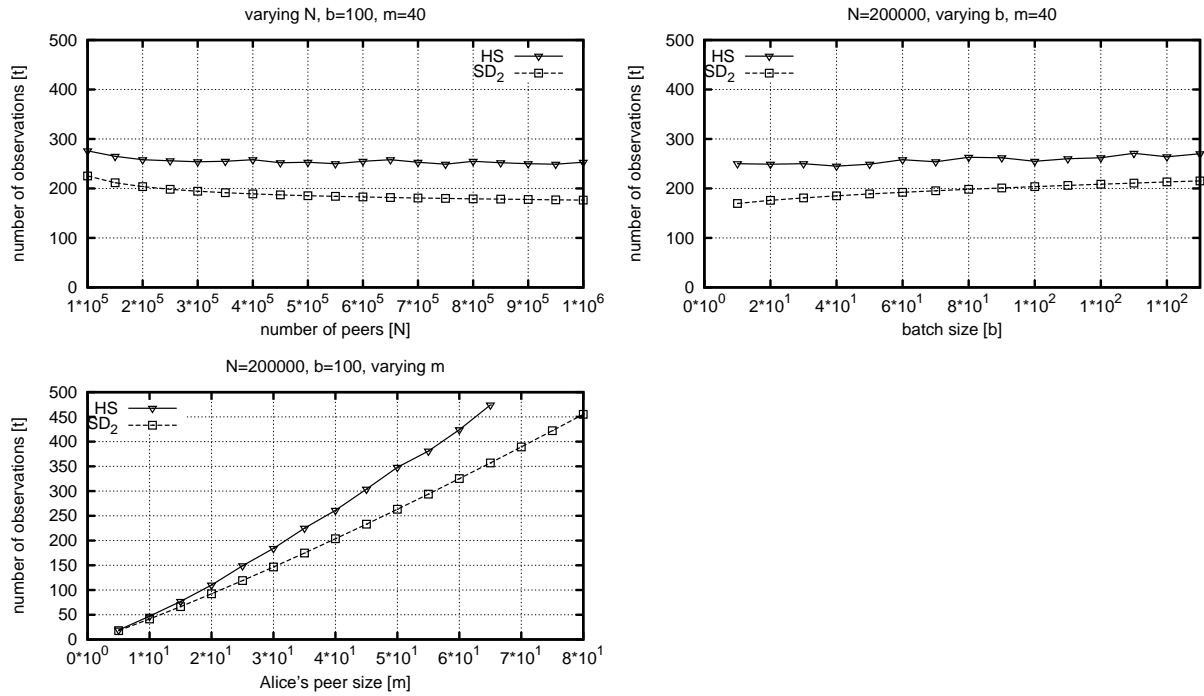 varying N, b=100, m=40
number of observations [t]
500
400
300
200
100
0
HS
SD2
1*10^5 2*10^5 3*10^5 4*10^5 5*10^5 6*10^5 7*10^5 8*10^5 9*10^5 1*10^6
number of peers [N]
N=200000, varying b, m=40
number of observations [t]
500
400
300
200
100
0
HS
SD2
0*10^0 2*10^1 4*10^1 6*10^1 8*10^1 1*10^2 1*10^2 1*10^2
batch size [b]
N=200000, b=100, varying m
number of observations [t]
500
450
400
350
300
250
200
150
100
50
0
HS
SD2
0*10^0 1*10^1 2*10^1 3*10^1 4*10^1 5*10^1 6*10^1 7*10^1 8*10^1
Alice's peer size [m]